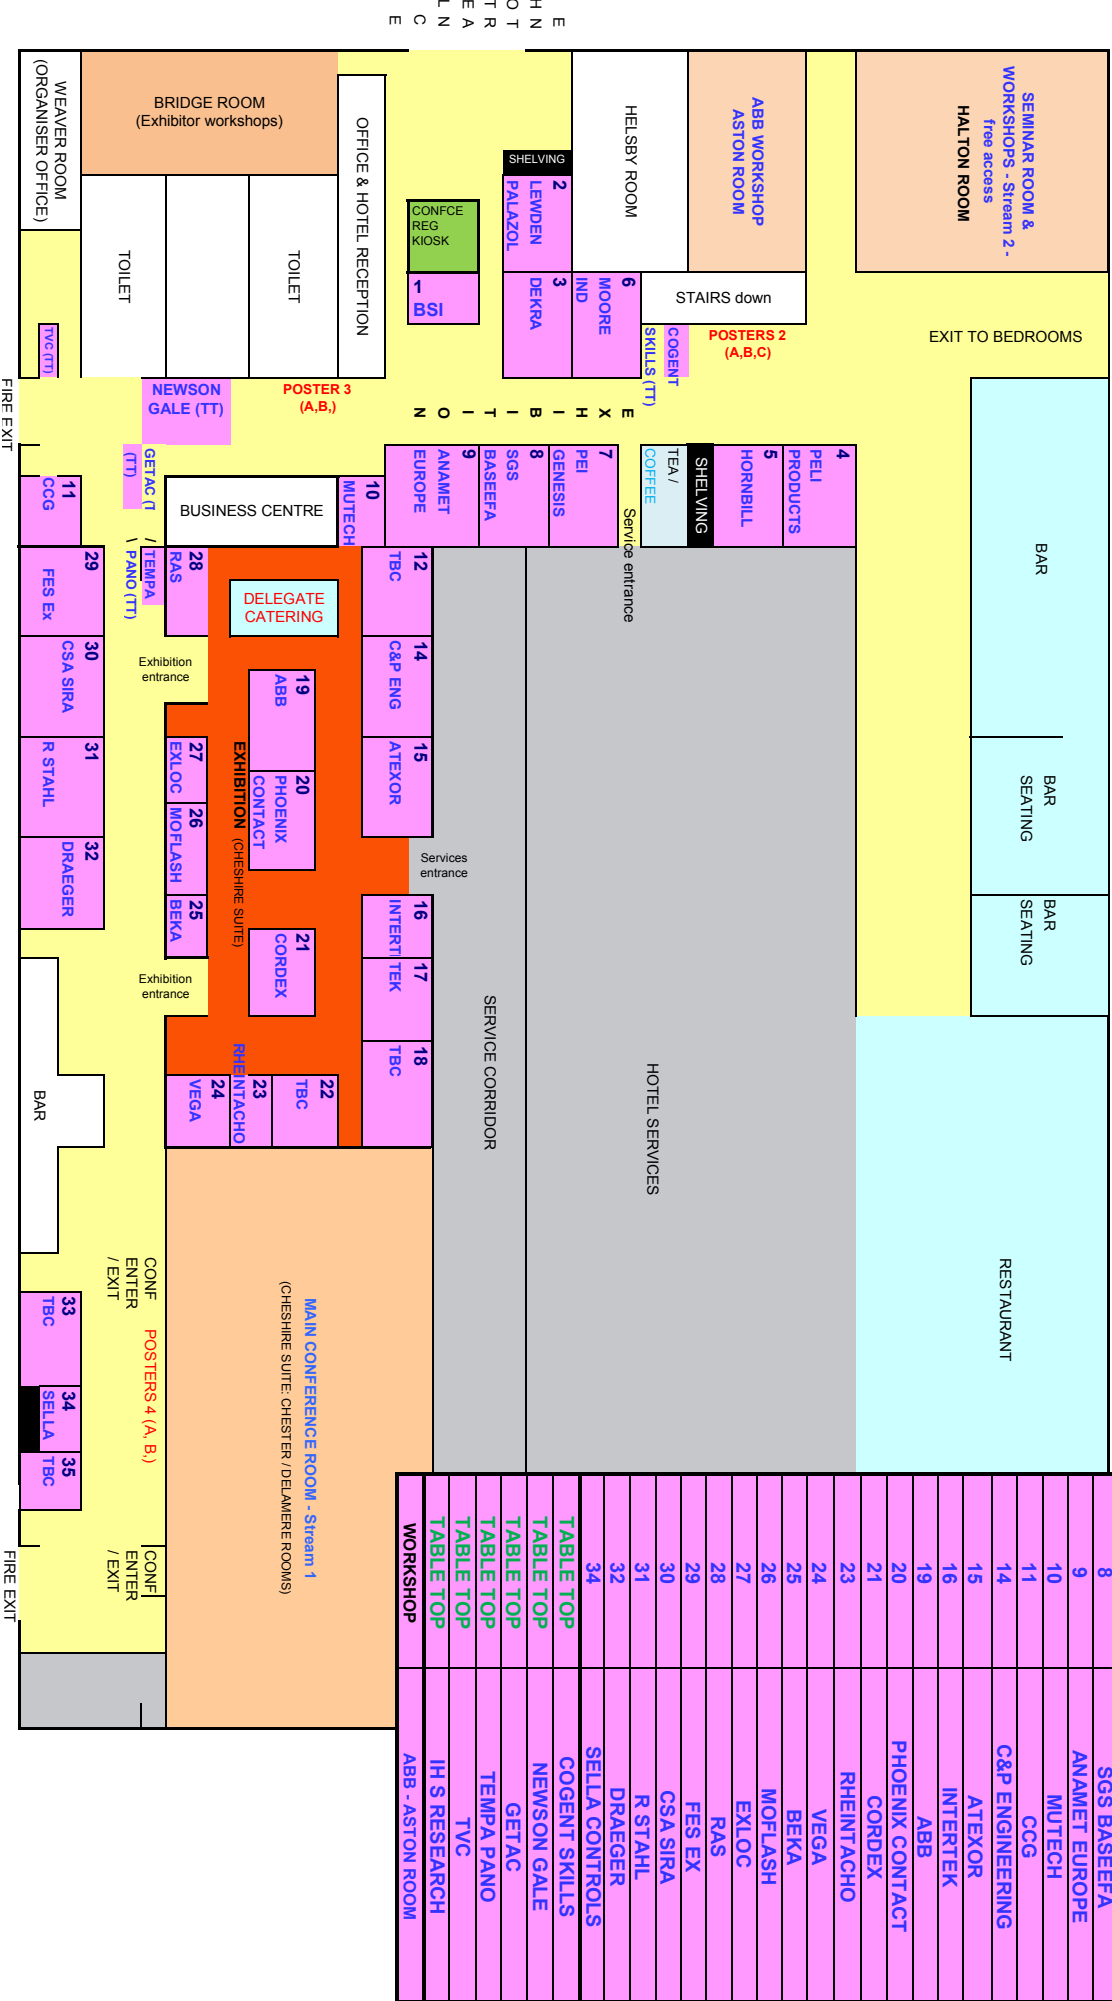 HOTEL
ENTRANCE
WEAVER ROOM
(ORGANISER OFFICE)
BRIDGE ROOM
(Exhibitor workshops)
OFFICE & HOTEL RECEPTION
TOILET
TOILET
SHELVING
2
LEWDEN
PALAZOL
CONFCE
REG
KIOSK
1
BSI
3
DEKRA
6
MOORE
IND
HELSBY ROOM
ABB WORKSHOP
ASTON ROOM
SEMINAR ROOM &
WORKSHOPS - Stream 2 -
free access
HALTON ROOM
STAIRS down
COGENT
SKILLS (TT)
POSTERS 2
(A,B,C)
EXIT TO BEDROOMS
TVC (TT)
FIRE EXIT
NEWSON
GALE (TT)
POSTER 3
(A,B,)
EXHIBITION
GETAC (T
(TT)
11
CCG
BUSINESS CENTRE
10
MUTECH
9
ANAMET
EUROPE
8
SGS
BASEEFA
7
PEI
GENESIS
Service entrance
TEA /
COFFEE
SHELVING
5
HORNBILL
4
PELI
PRODUCTS
BAR
BAR
SEATING
BAR
SEATING
RESTAURANT
/
\
TEMPA
PANO (TT)
28
RAS
29
FES Ex
30
CSA SIRA
31
R STAHL
32
DRAEGER
Exhibition
entrance
DELEGATE
CATERING
12
TBC
14
C&P ENG
15
ATEXOR
19
ABB
20
PHOENIX
CONTACT
EXHIBITION (CHESHIRE SUITE)
27
EXLOC
26
MOFLASH
25
BEKA
Services
entrance
16
INTERT
17
TEK
18
TBC
21
CORDEX
Exhibition
entrance
22
TBC
23
RHEINTACHO
24
VEGA
SERVICE CORRIDOR
HOTEL SERVICES
BAR
CONF
ENTER
/ EXIT
POSTERS 4 (A, B,)
33
TBC
34
SELLA
35
TBC
CONF
ENTER
/ EXIT
FIRE EXIT
MAIN CONFERENCE ROOM - Stream 1
(CHESHIRE SUITE: CHESTER / DELAMERE ROOMS)
8 SGS BASEEFA
9 ANAMET EUROPE
10 MUTECH
11 CCG
14 C&P ENGINEERING
15 ATEXOR
16 INTERTEK
19 ABB
20 PHOENIX CONTACT
21 CORDEX
23 RHEINTACHO
24 VEGA
25 BEKA
26 MOFLASH
27 EXLOC
28 RAS
29 FES EX
30 CSA SIRA
31 R STAHL
32 DRAEGER
34 SELLA CONTROLS
TABLE TOP COGENT SKILLS
TABLE TOP NEWSON GALE
TABLE TOP GETAC
TABLE TOP TEMPA PANO
TABLE TOP TVC
TABLE TOP IH S RESEARCH
WORKSHOP ABB - ASTON ROOM